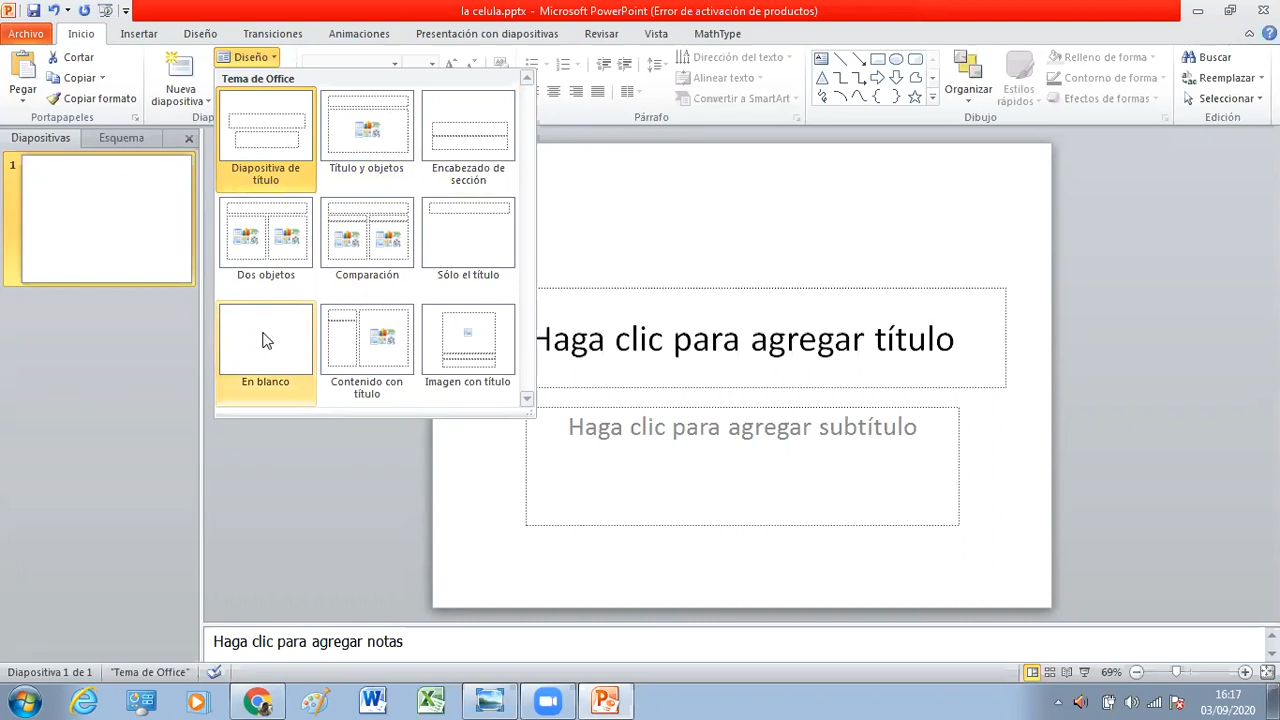 la celula.pptx - Microsoft PowerPoint (Error de activación de productos)
Archivo Inicio Insertar Diseño Transiciones Animaciones Presentación con diapositivas Revisar Vista MathType
Cortar
Copiar
Copiar formato
Pegar
Portapapeles
Nueva
diapositiva
Diseño
Dirección del texto
Alinear texto
Convertir a SmartArt
Párrafo
Organizar
Estilos
rápidos
Relleno de forma
Contorno de forma
Efectos de formas
Dibujo
Buscar
Reemplazar
Seleccionar
Edición
Tema de Office
Diapositiva de
título
Título y objetos
Encabezado de
sección
Dos objetos
Comparación
Sólo el título
En blanco
Contenido con
título
Imagen con título
Diapositivas Esquema
1
Haga clic para agregar título
Haga clic para agregar subtítulo
Haga clic para agregar notas
Diapositiva 1 de 1 "Tema de Office" 69%
16:17
03/09/2020